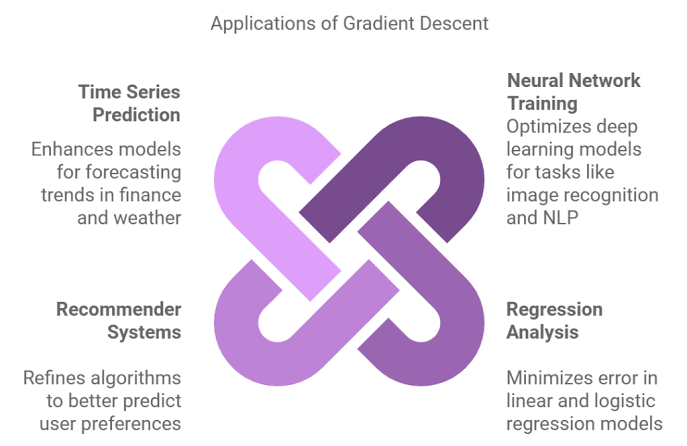 Applications of Gradient Descent
Time Series
Prediction
Enhances models
for forecasting
trends in finance
and weather
Neural Network
Training
Optimizes deep
learning models
for tasks like
image recognition
and NLP
Recommender
Systems
Refines algorithms
to better predict
user preferences
Regression
Analysis
Minimizes error in
linear and logistic
regression models